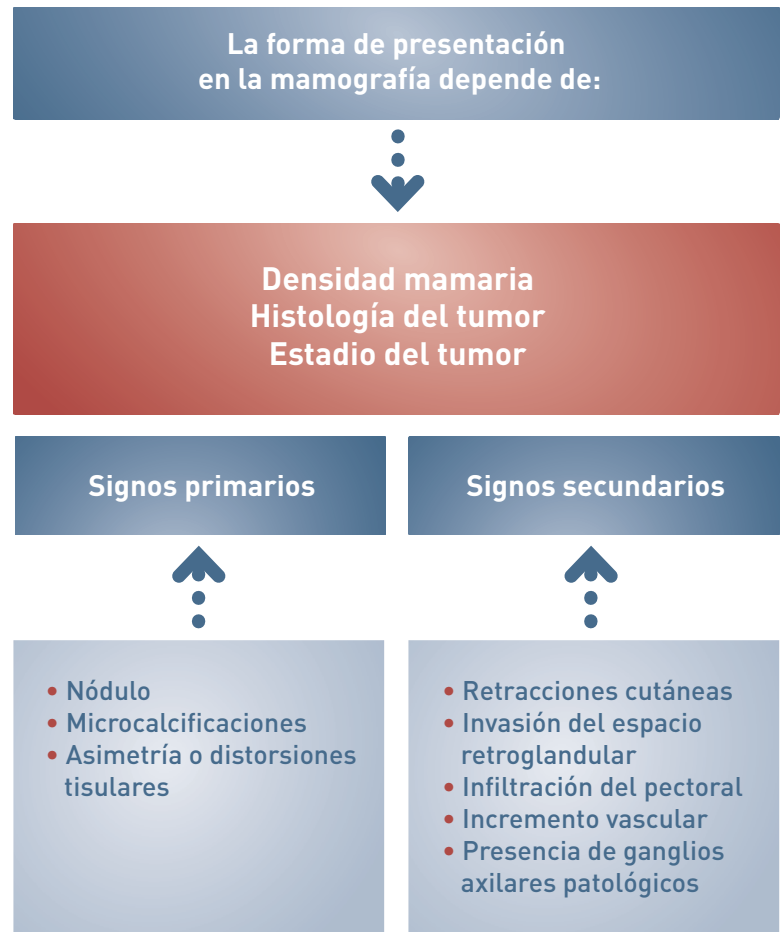 La forma de presentación
en la mamografía depende de:
Densidad mamaria
Histología del tumor
Estadio del tumor
Signos primarios
Signos secundarios
• Nódulo
• Microcalcificaciones
• Asimetría o distorsiones
tisulares
• Retracciones cutáneas
• Invasión del espacio
retroglandular
• Infiltración del pectoral
• Incremento vascular
• Presencia de ganglios
axilares patológicos